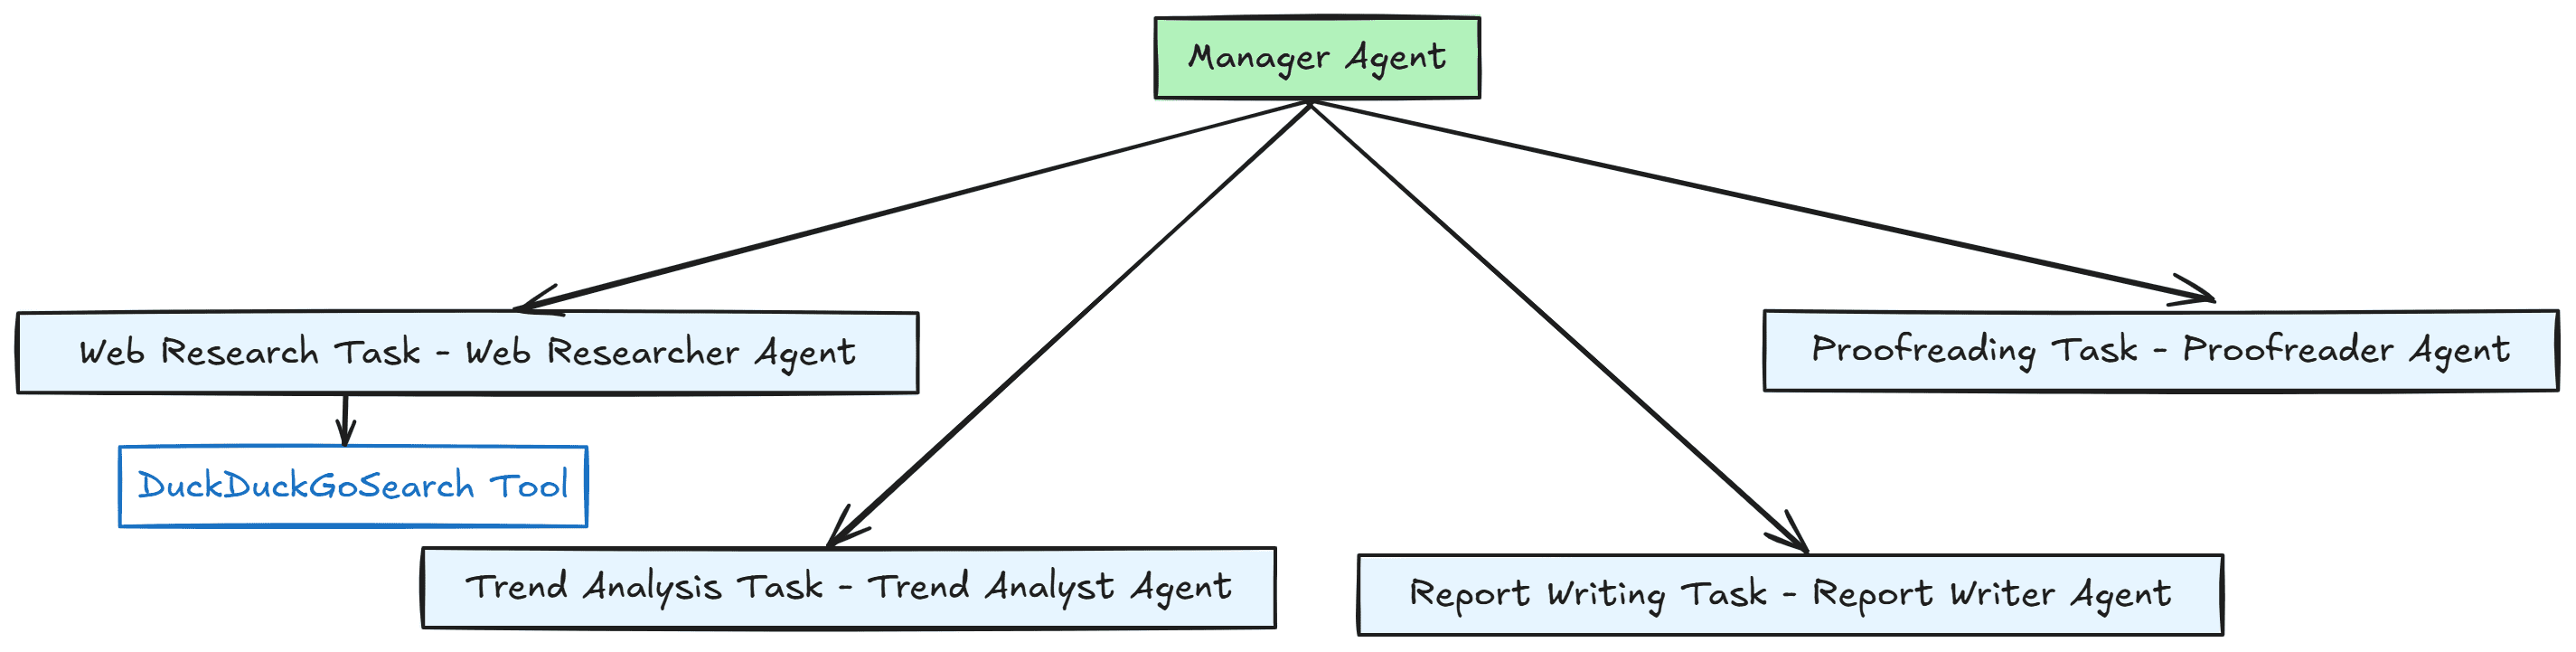 Manager Agent
Web Research Task - Web Researcher Agent
Proofreading Task - Proofreader Agent
DuckDuckGoSearch Tool
Trend Analysis Task - Trend Analyst Agent
Report Writing Task - Report Writer Agent